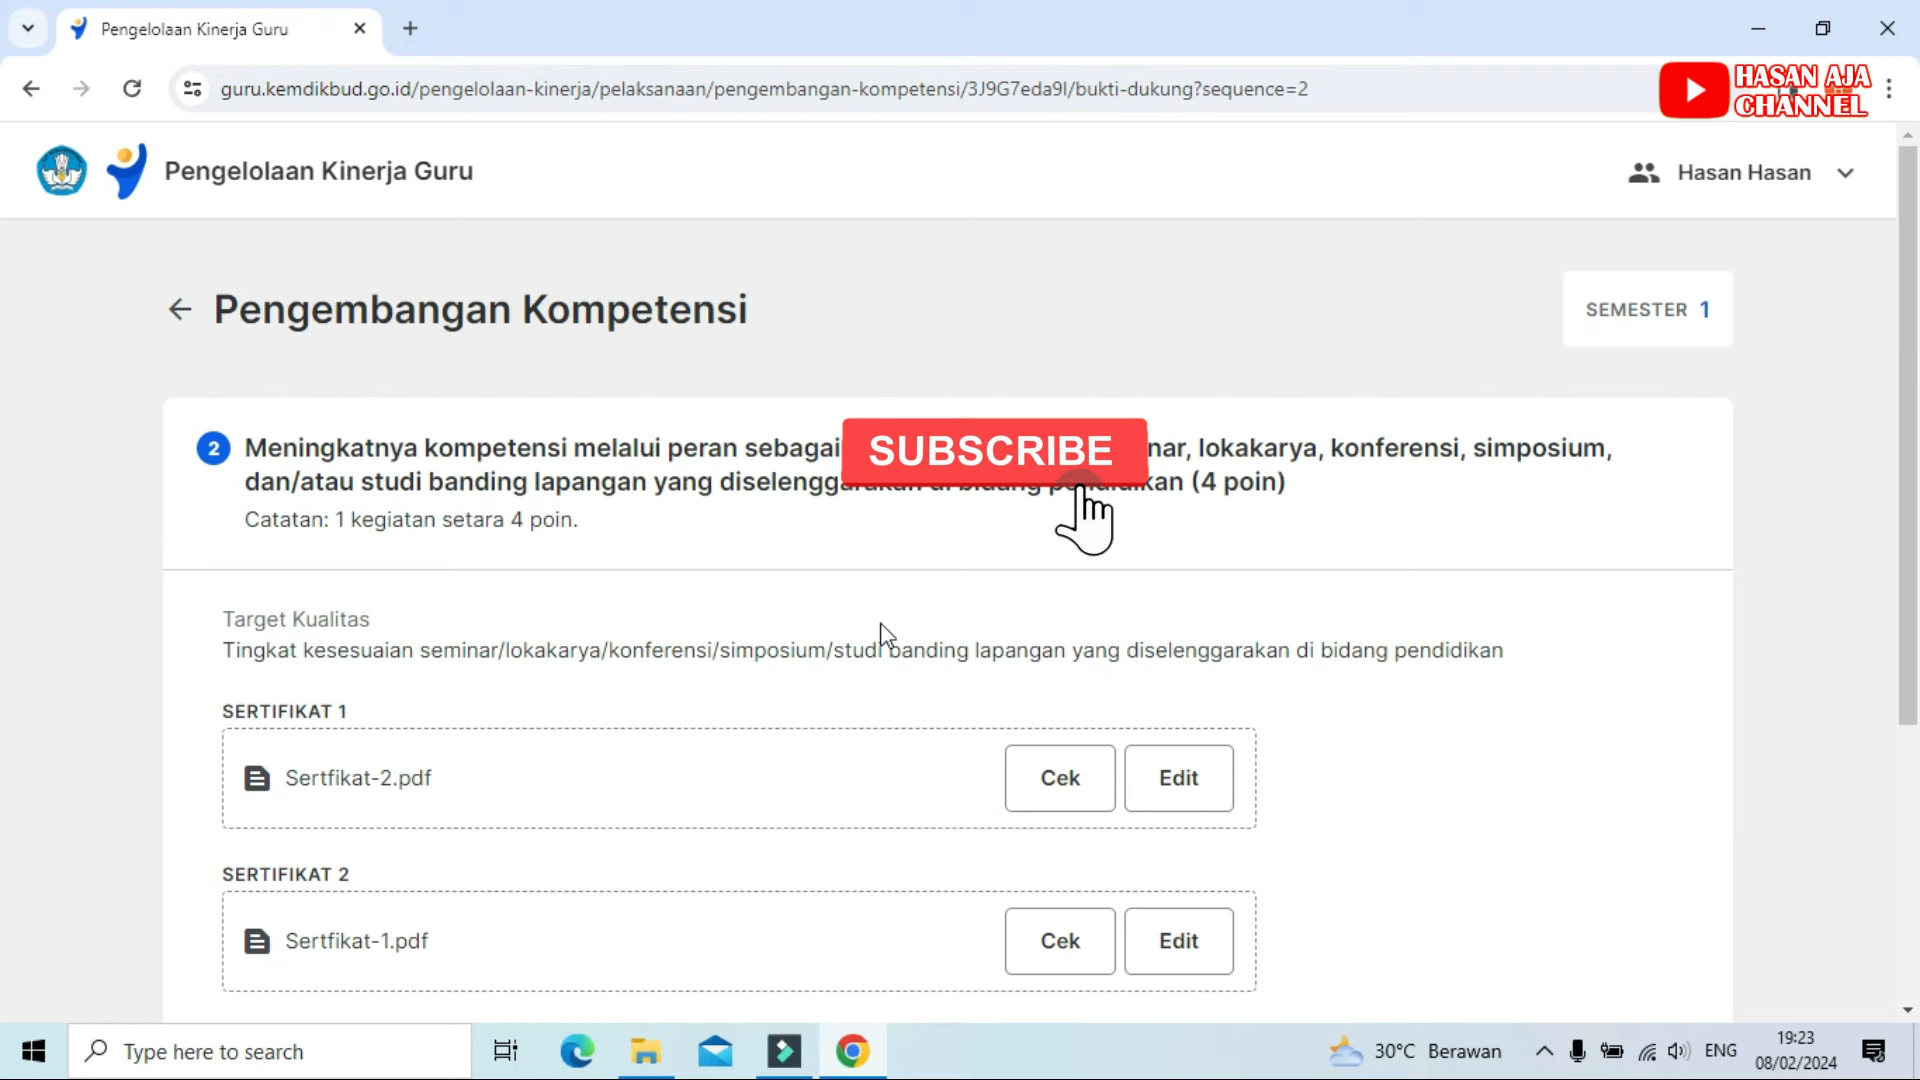 Pengelolaan Kinerja Guru
guru.kemdikbud.go.id/pengelolaan-kinerja/pelaksanaan/pengembangan-kompetensi/3J9G7eda9l/bukti-dukung?sequence=2
HASAN AJA
CHANNEL
Pengelolaan Kinerja Guru
Hasan Hasan
Pengembangan Kompetensi
SEMESTER 1
2 Meningkatnya kompetensi melalui peran sebagai nar, lokakarya, konferensi, simposium,
SUBSCRIBE
dan/atau studi banding lapangan yang diselenggarakan di bidang pendidikan (4 poin)
Catatan: 1 kegiatan setara 4 poin.
Target Kualitas
Tingkat kesesuaian seminar/lokakarya/konferensi/simposium/studi banding lapangan yang diselenggarakan di bidang pendidikan
SERTIFIKAT 1
Sertfikat-2.pdf Cek Edit
SERTIFIKAT 2
Sertfikat-1.pdf Cek Edit
Type here to search
30°C Berawan
ENG
19:23
08/02/2024